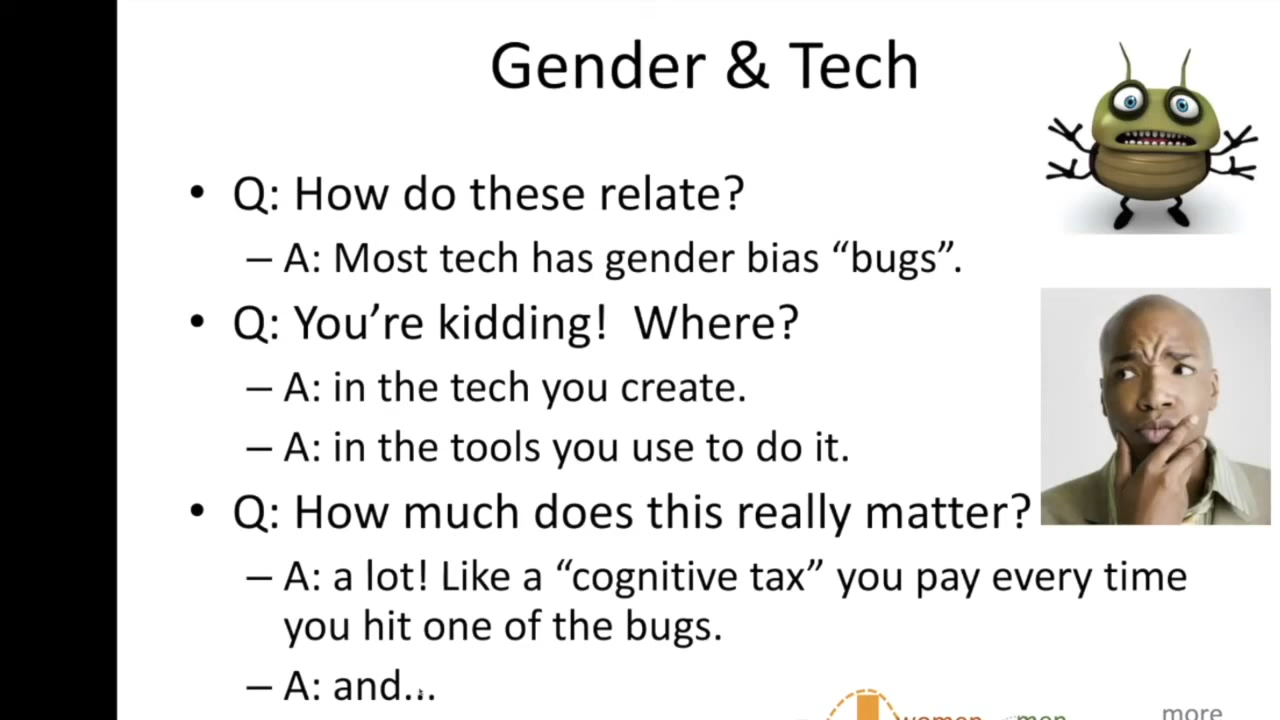 Gender & Tech
• Q: How do these relate?
– A: Most tech has gender bias “bugs”.
• Q: You’re kidding!  Where?
– A: in the tech you create.
– A: in the tools you use to do it.
• Q: How much does this really matter?
– A: a lot! Like a “cognitive tax” you pay every time
you hit one of the bugs.
– A: and…
women men more